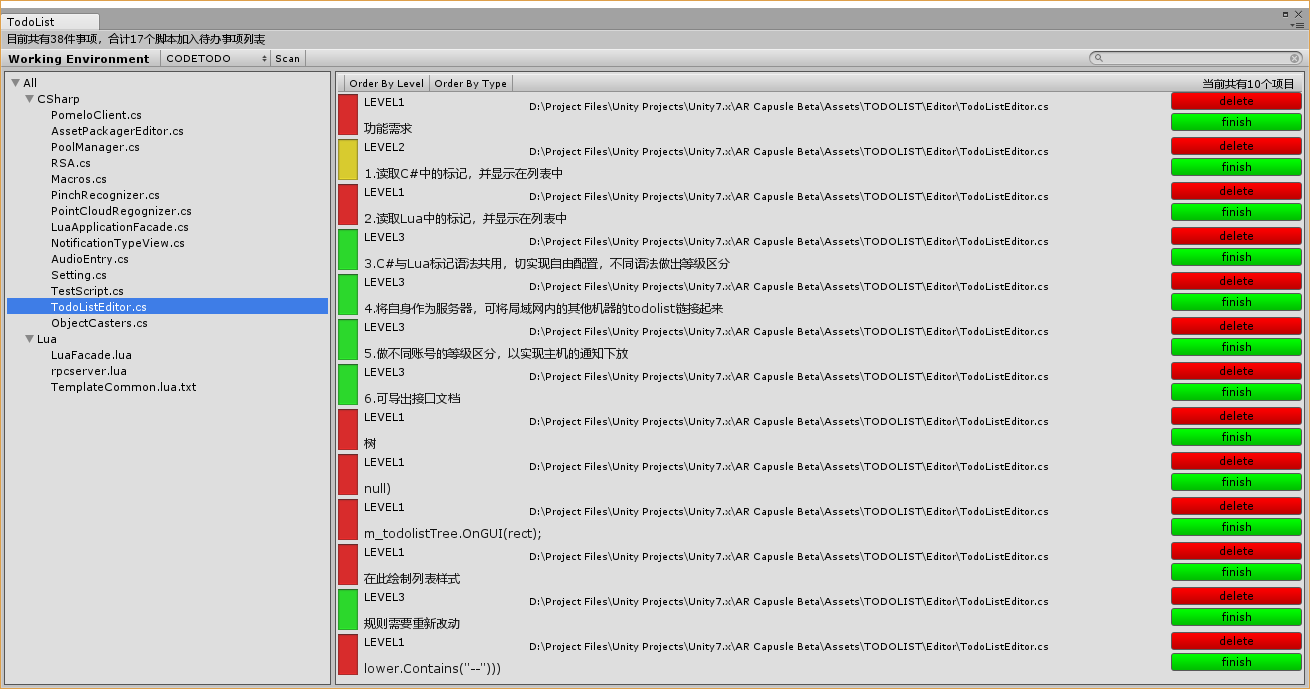 TodoList
目前共有38件事项，合计17个脚本加入待办事项列表
Working Environment CODETODO Scan
All
CSharp
PomeloClient.cs
AssetPackagerEditor.cs
PoolManager.cs
RSA.cs
Macros.cs
PinchRecognizer.cs
PointCloudRegognizer.cs
LuaApplicationFacade.cs
NotificationTypeView.cs
AudioEntry.cs
Setting.cs
TestScript.cs
TodoListEditor.cs
ObjectCasters.cs
Lua
LuaFacade.lua
rpcserver.lua
TemplateCommon.lua.txt
Order By Level Order By Type 当前共有10个项目
LEVEL1 D:\Project Files\Unity Projects\Unity7.x\AR Capusle Beta\Assets\TODOLIST\Editor\TodoListEditor.cs delete
功能需求 finish
LEVEL2 D:\Project Files\Unity Projects\Unity7.x\AR Capusle Beta\Assets\TODOLIST\Editor\TodoListEditor.cs delete
1.读取C#中的标记，并显示在列表中 finish
LEVEL1 D:\Project Files\Unity Projects\Unity7.x\AR Capusle Beta\Assets\TODOLIST\Editor\TodoListEditor.cs delete
2.读取Lua中的标记，并显示在列表中 finish
LEVEL3 D:\Project Files\Unity Projects\Unity7.x\AR Capusle Beta\Assets\TODOLIST\Editor\TodoListEditor.cs delete
3.C#与Lua标记语法共用，切实现自由配置，不同语法做出等级区分 finish
LEVEL3 D:\Project Files\Unity Projects\Unity7.x\AR Capusle Beta\Assets\TODOLIST\Editor\TodoListEditor.cs delete
4.将自身作为服务器，可将局域网内的其他机器的todolist链接起来 finish
LEVEL3 D:\Project Files\Unity Projects\Unity7.x\AR Capusle Beta\Assets\TODOLIST\Editor\TodoListEditor.cs delete
5.做不同账号的等级区分，以实现主机的通知下放 finish
LEVEL3 D:\Project Files\Unity Projects\Unity7.x\AR Capusle Beta\Assets\TODOLIST\Editor\TodoListEditor.cs delete
6.可导出接口文档 finish
LEVEL1 D:\Project Files\Unity Projects\Unity7.x\AR Capusle Beta\Assets\TODOLIST\Editor\TodoListEditor.cs delete
树 finish
LEVEL1 D:\Project Files\Unity Projects\Unity7.x\AR Capusle Beta\Assets\TODOLIST\Editor\TodoListEditor.cs delete
null) finish
LEVEL1 D:\Project Files\Unity Projects\Unity7.x\AR Capusle Beta\Assets\TODOLIST\Editor\TodoListEditor.cs delete
m_todolistTree.OnGUI(rect); finish
LEVEL1 D:\Project Files\Unity Projects\Unity7.x\AR Capusle Beta\Assets\TODOLIST\Editor\TodoListEditor.cs delete
在此绘制列表样式 finish
LEVEL3 D:\Project Files\Unity Projects\Unity7.x\AR Capusle Beta\Assets\TODOLIST\Editor\TodoListEditor.cs delete
规则需要重新改动 finish
LEVEL1 D:\Project Files\Unity Projects\Unity7.x\AR Capusle Beta\Assets\TODOLIST\Editor\TodoListEditor.cs delete
lower.Contains("--"))) finish